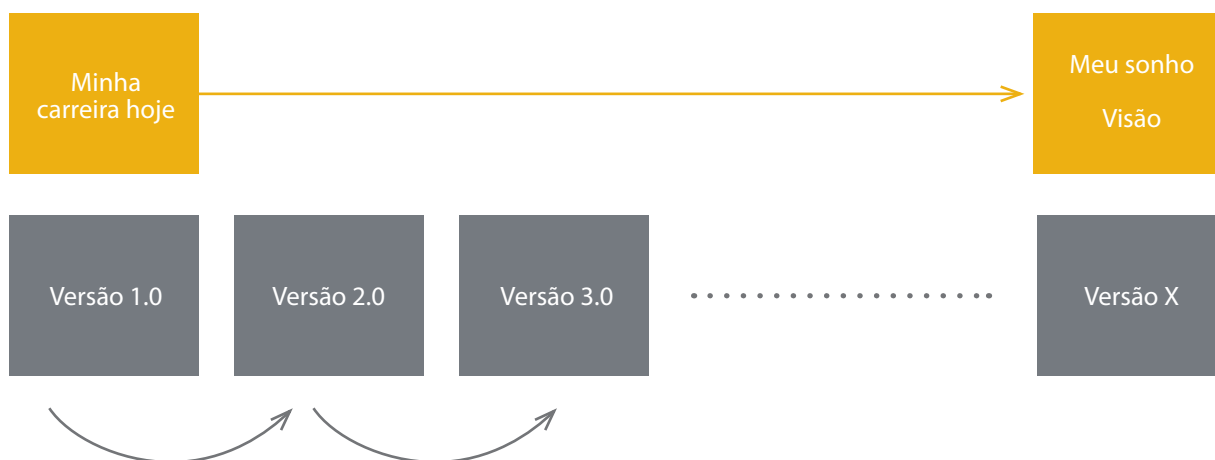 Minha
carreira hoje
Meu sonho
Visão
Versão 1.0
Versão 2.0
Versão 3.0
Versão X